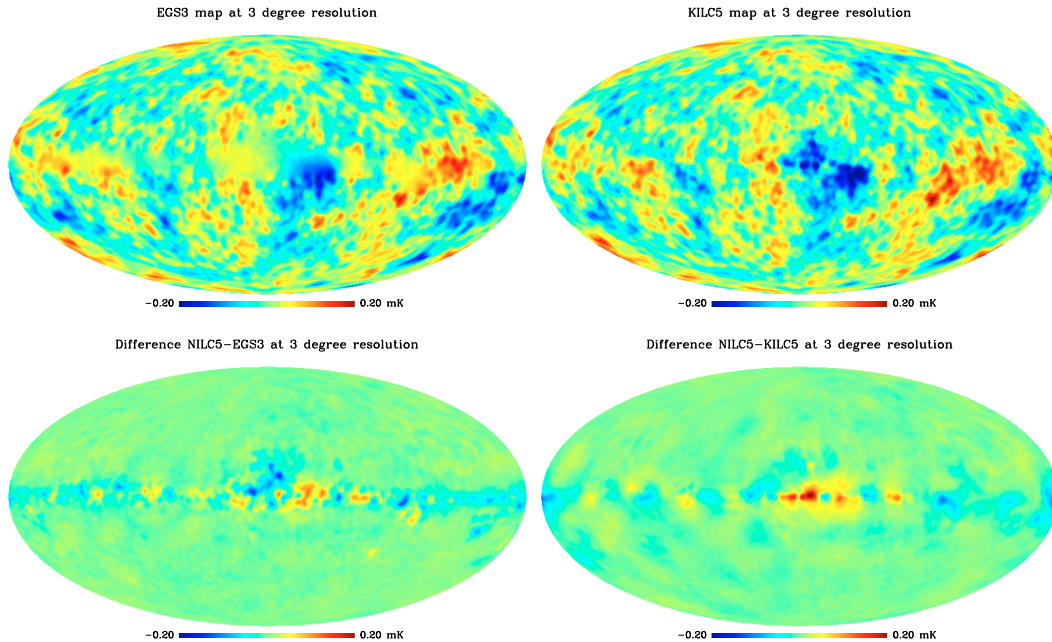 EGS3 map at 3 degree resolution
KILC5 map at 3 degree resolution
-0.20 0.20 mK
-0.20 0.20 mK
Difference NILC5-EGS3 at 3 degree resolution
Difference NILC5-KILC5 at 3 degree resolution
-0.20 0.20 mK
-0.20 0.20 mK